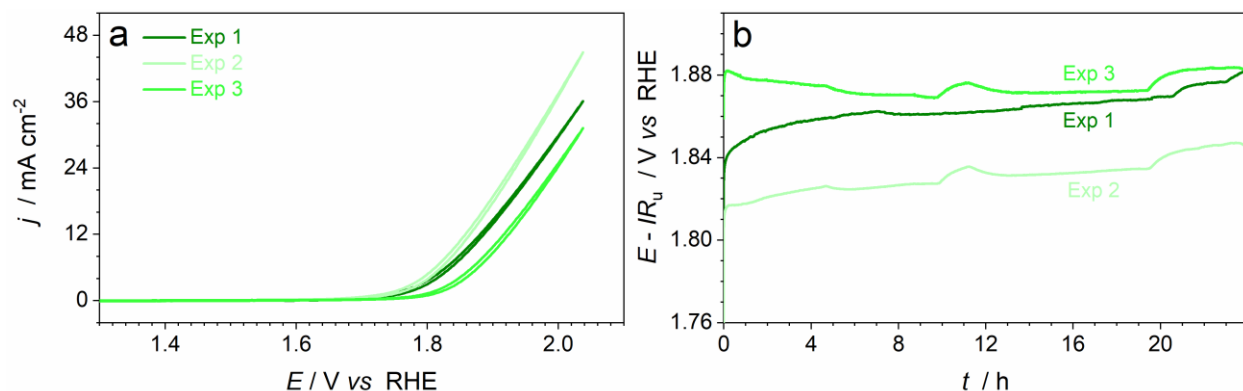 a
Exp 1
Exp 2
Exp 3
48
36
24
12
0
j / mA cm-2
1.4
1.6
1.8
2.0
E / V vs RHE
b
Exp 3
Exp 1
Exp 2
1.88
1.84
1.80
1.76
E - IRu / V vs RHE
0
4
8
12
16
20
t / h